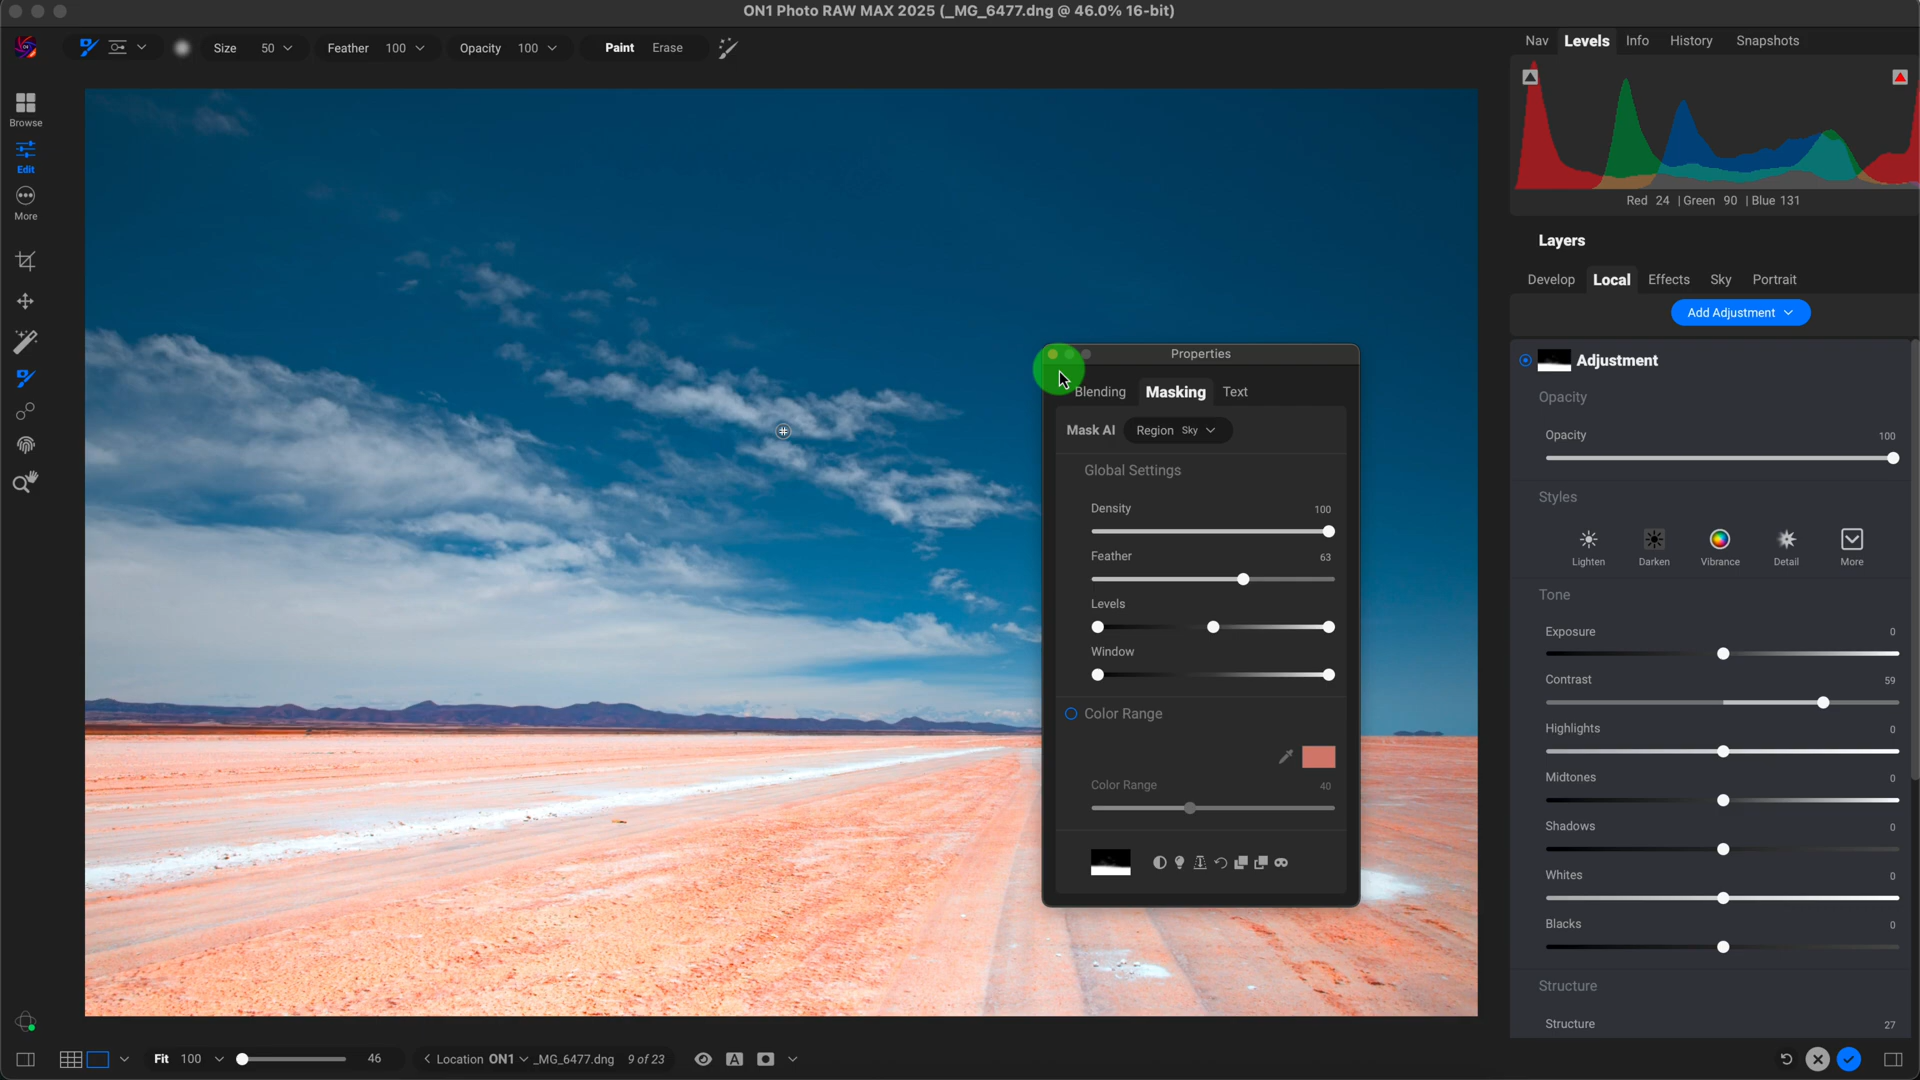 ON1 Photo RAW MAX 2025 (_MG_6477.dng @ 46.0% 16-bit)
Size 50 Feather 100 Opacity 100 Paint Erase
Nav Levels Info History Snapshots
Browse
Edit
More
Red 24 | Green 90 | Blue 131
Layers
Develop Local Effects Sky Portrait
Add Adjustment
Adjustment
Opacity
Opacity 100
Styles
Lighten Darken Vibrance Detail More
Tone
Exposure 0
Contrast 59
Highlights 0
Midtones 0
Shadows 0
Whites 0
Blacks 0
Structure
Structure 27
Properties
Blending Masking Text
Mask AI Region Sky
Global Settings
Density 100
Feather 63
Levels
Window
Color Range
Color Range 40
Fit 100 46 Location ON1 _MG_6477.dng 9 of 23 A